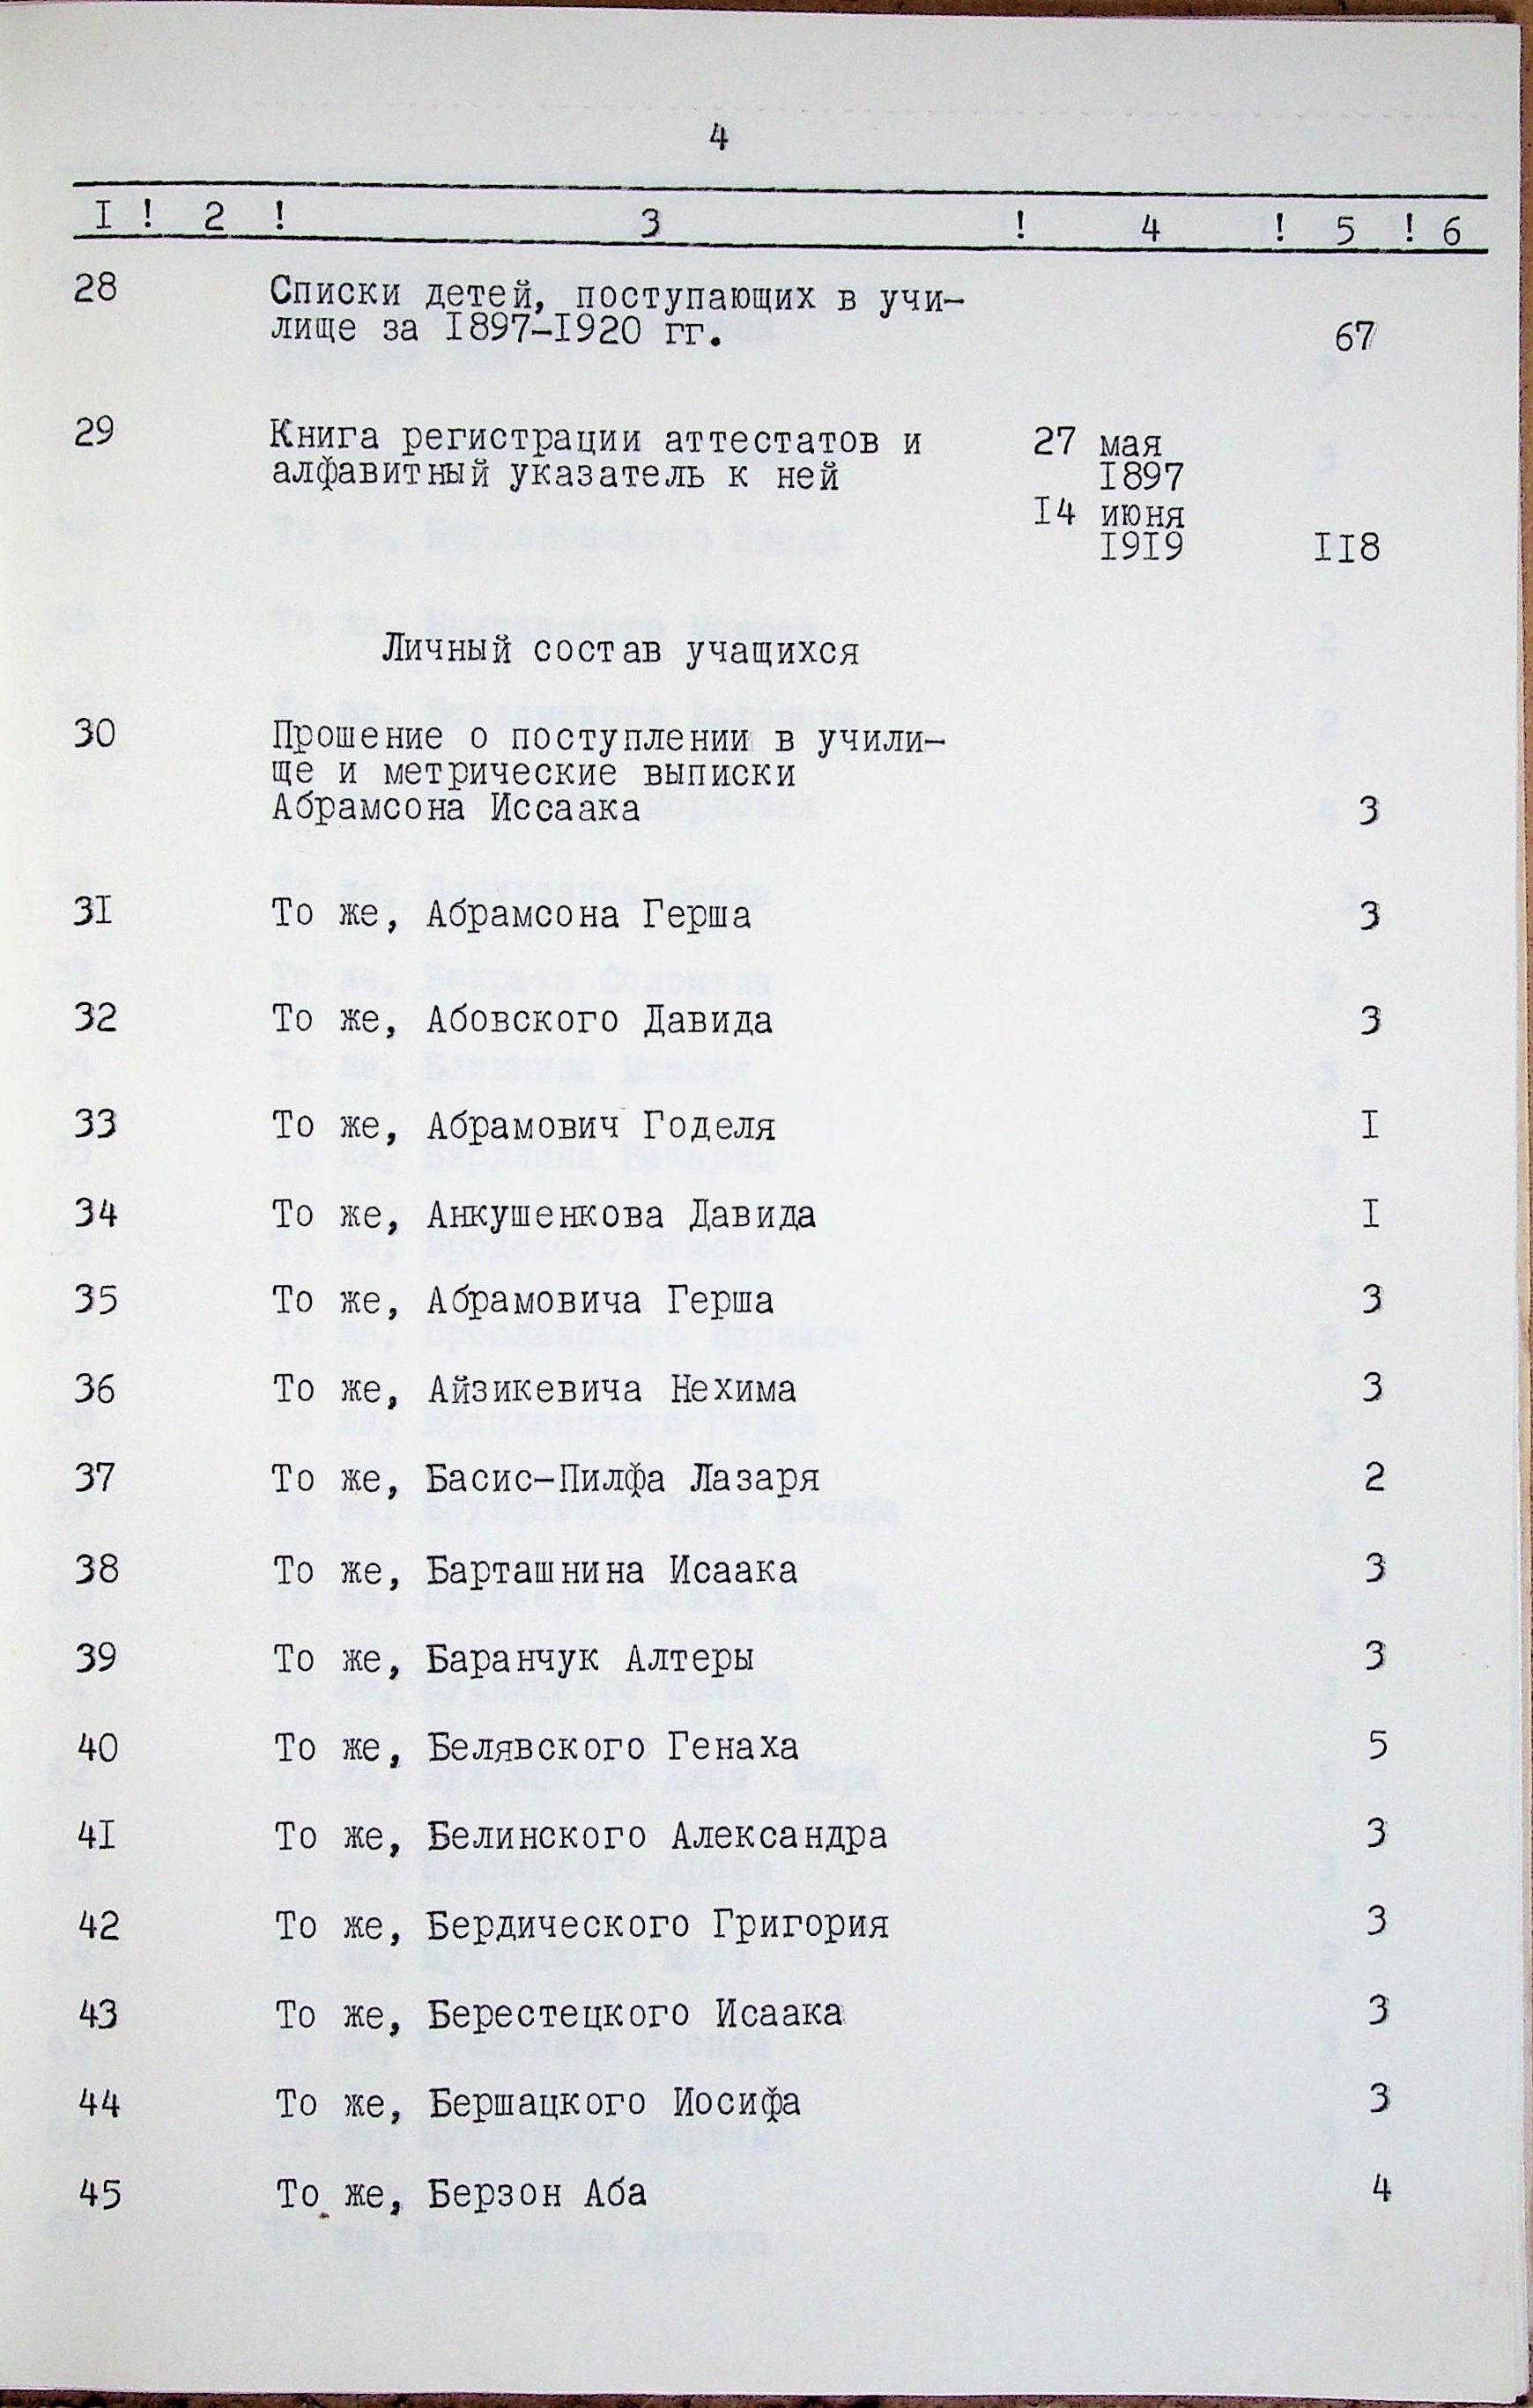 4
I ! 2 ! 3 ! 4 ! 5 ! 6
28 Списки детей, поступающих в учи-
лище за I897-I920 гг. 67
29 Книга регистрации аттестатов и 27 мая
алфавитный указатель к ней I897
I4 июня
I9I9 II8
Личный состав учащихся
30 Прошение о поступлении в учили-
ще и метрические выписки
Абрамсона Иссаака 3
3I То же, Абрамсона Герша 3
32 То же, Абовского Давида 3
33 То же, Абрамович Годеля I
34 То же, Анкушенкова Давида I
35 То же, Абрамовича Герша 3
36 То же, Айзикевича Нехима 3
37 То же, Басис-Пилфа Лазаря 2
38 То же, Барташнина Исаака 3
39 То же, Баранчук Алтеры 3
40 То же, Белявского Генаха 5
4I То же, Белинского Александра 3
42 То же, Бердического Григория 3
43 То же, Берестецкого Исаака 3
44 То же, Бершацкого Иосифа 3
45 То же, Берзон Аба 4